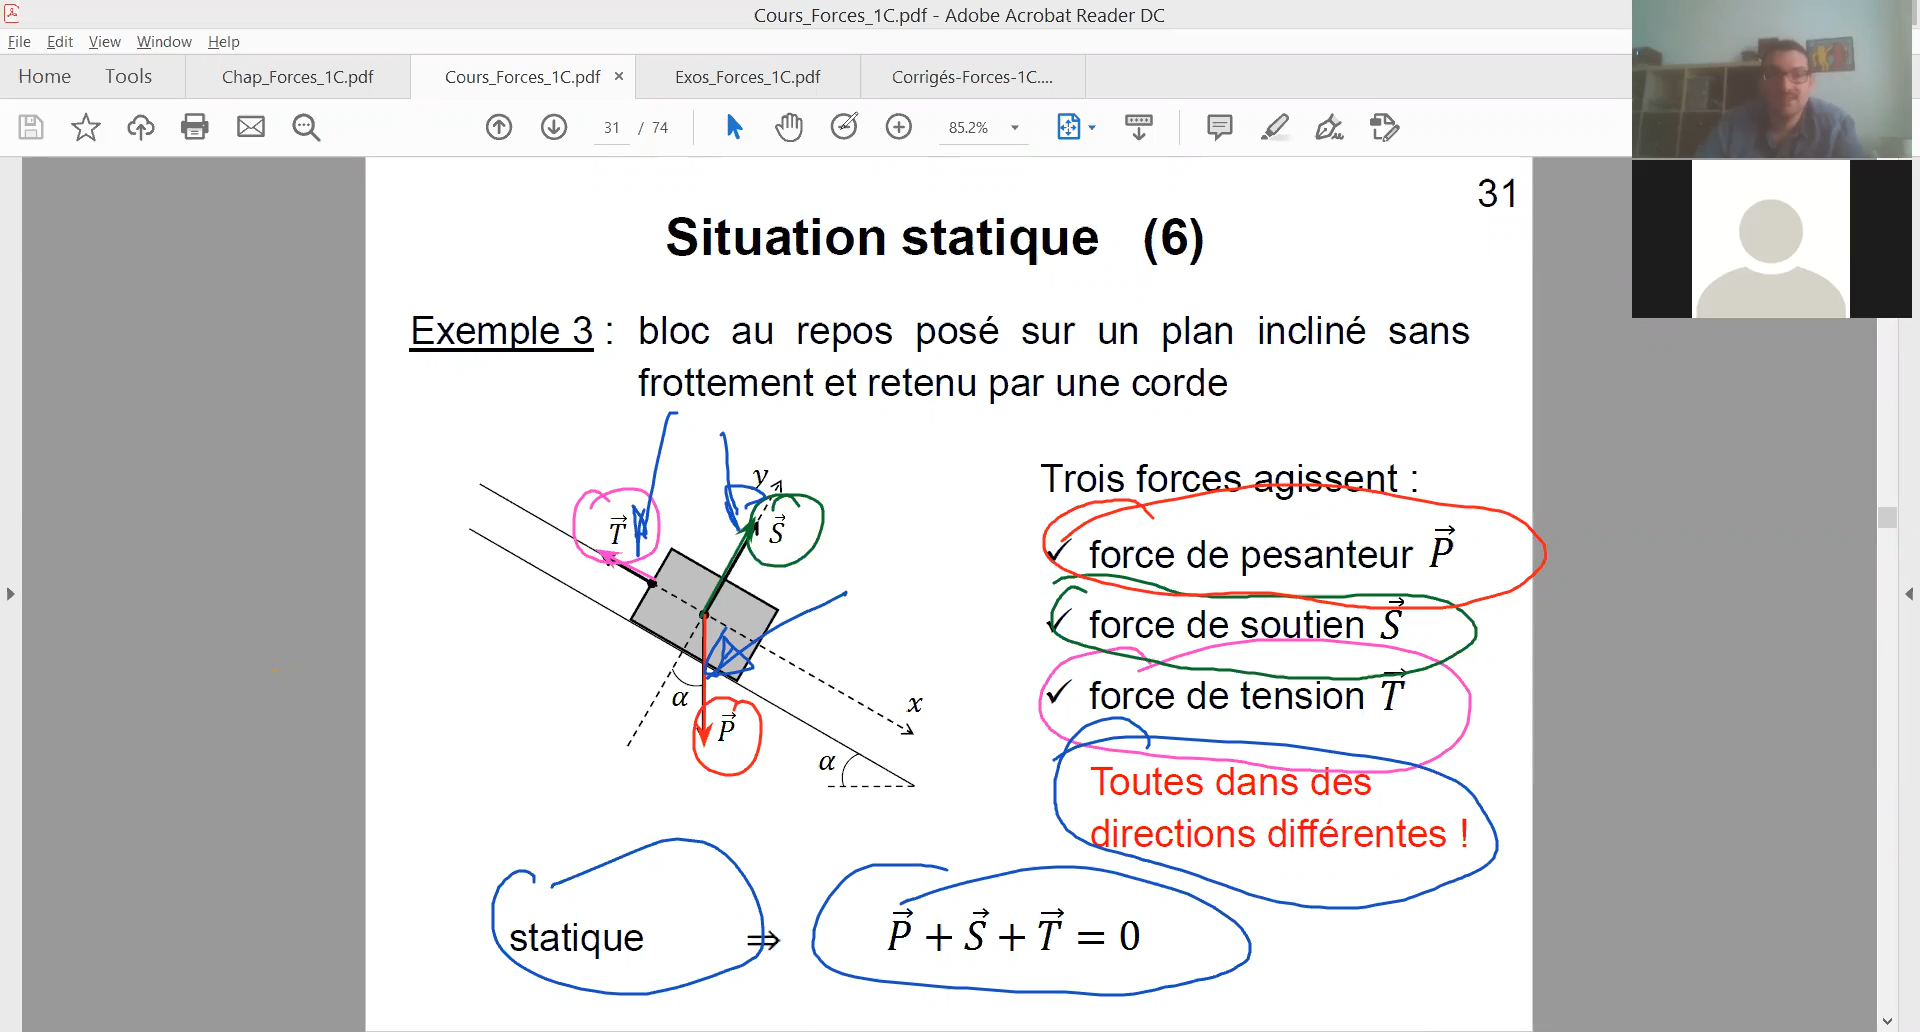 Cours_Forces_1C.pdf - Adobe Acrobat Reader DC
File Edit View Window Help
Home Tools Chap_Forces_1C.pdf Cours_Forces_1C.pdf × Exos_Forces_1C.pdf Corrigés-Forces-1C....
31 / 74 85.2%
31
Situation statique (6)
Exemple 3 : bloc au repos posé sur un plan incliné sans
frottement et retenu par une corde
y
T⃗
S⃗
α
P⃗
x
α
Trois forces agissent :
✓ force de pesanteur P⃗
✓ force de soutien S⃗
✓ force de tension T⃗
Toutes dans des
directions différentes !
statique ⇒ P⃗ + S⃗ + T⃗ = 0